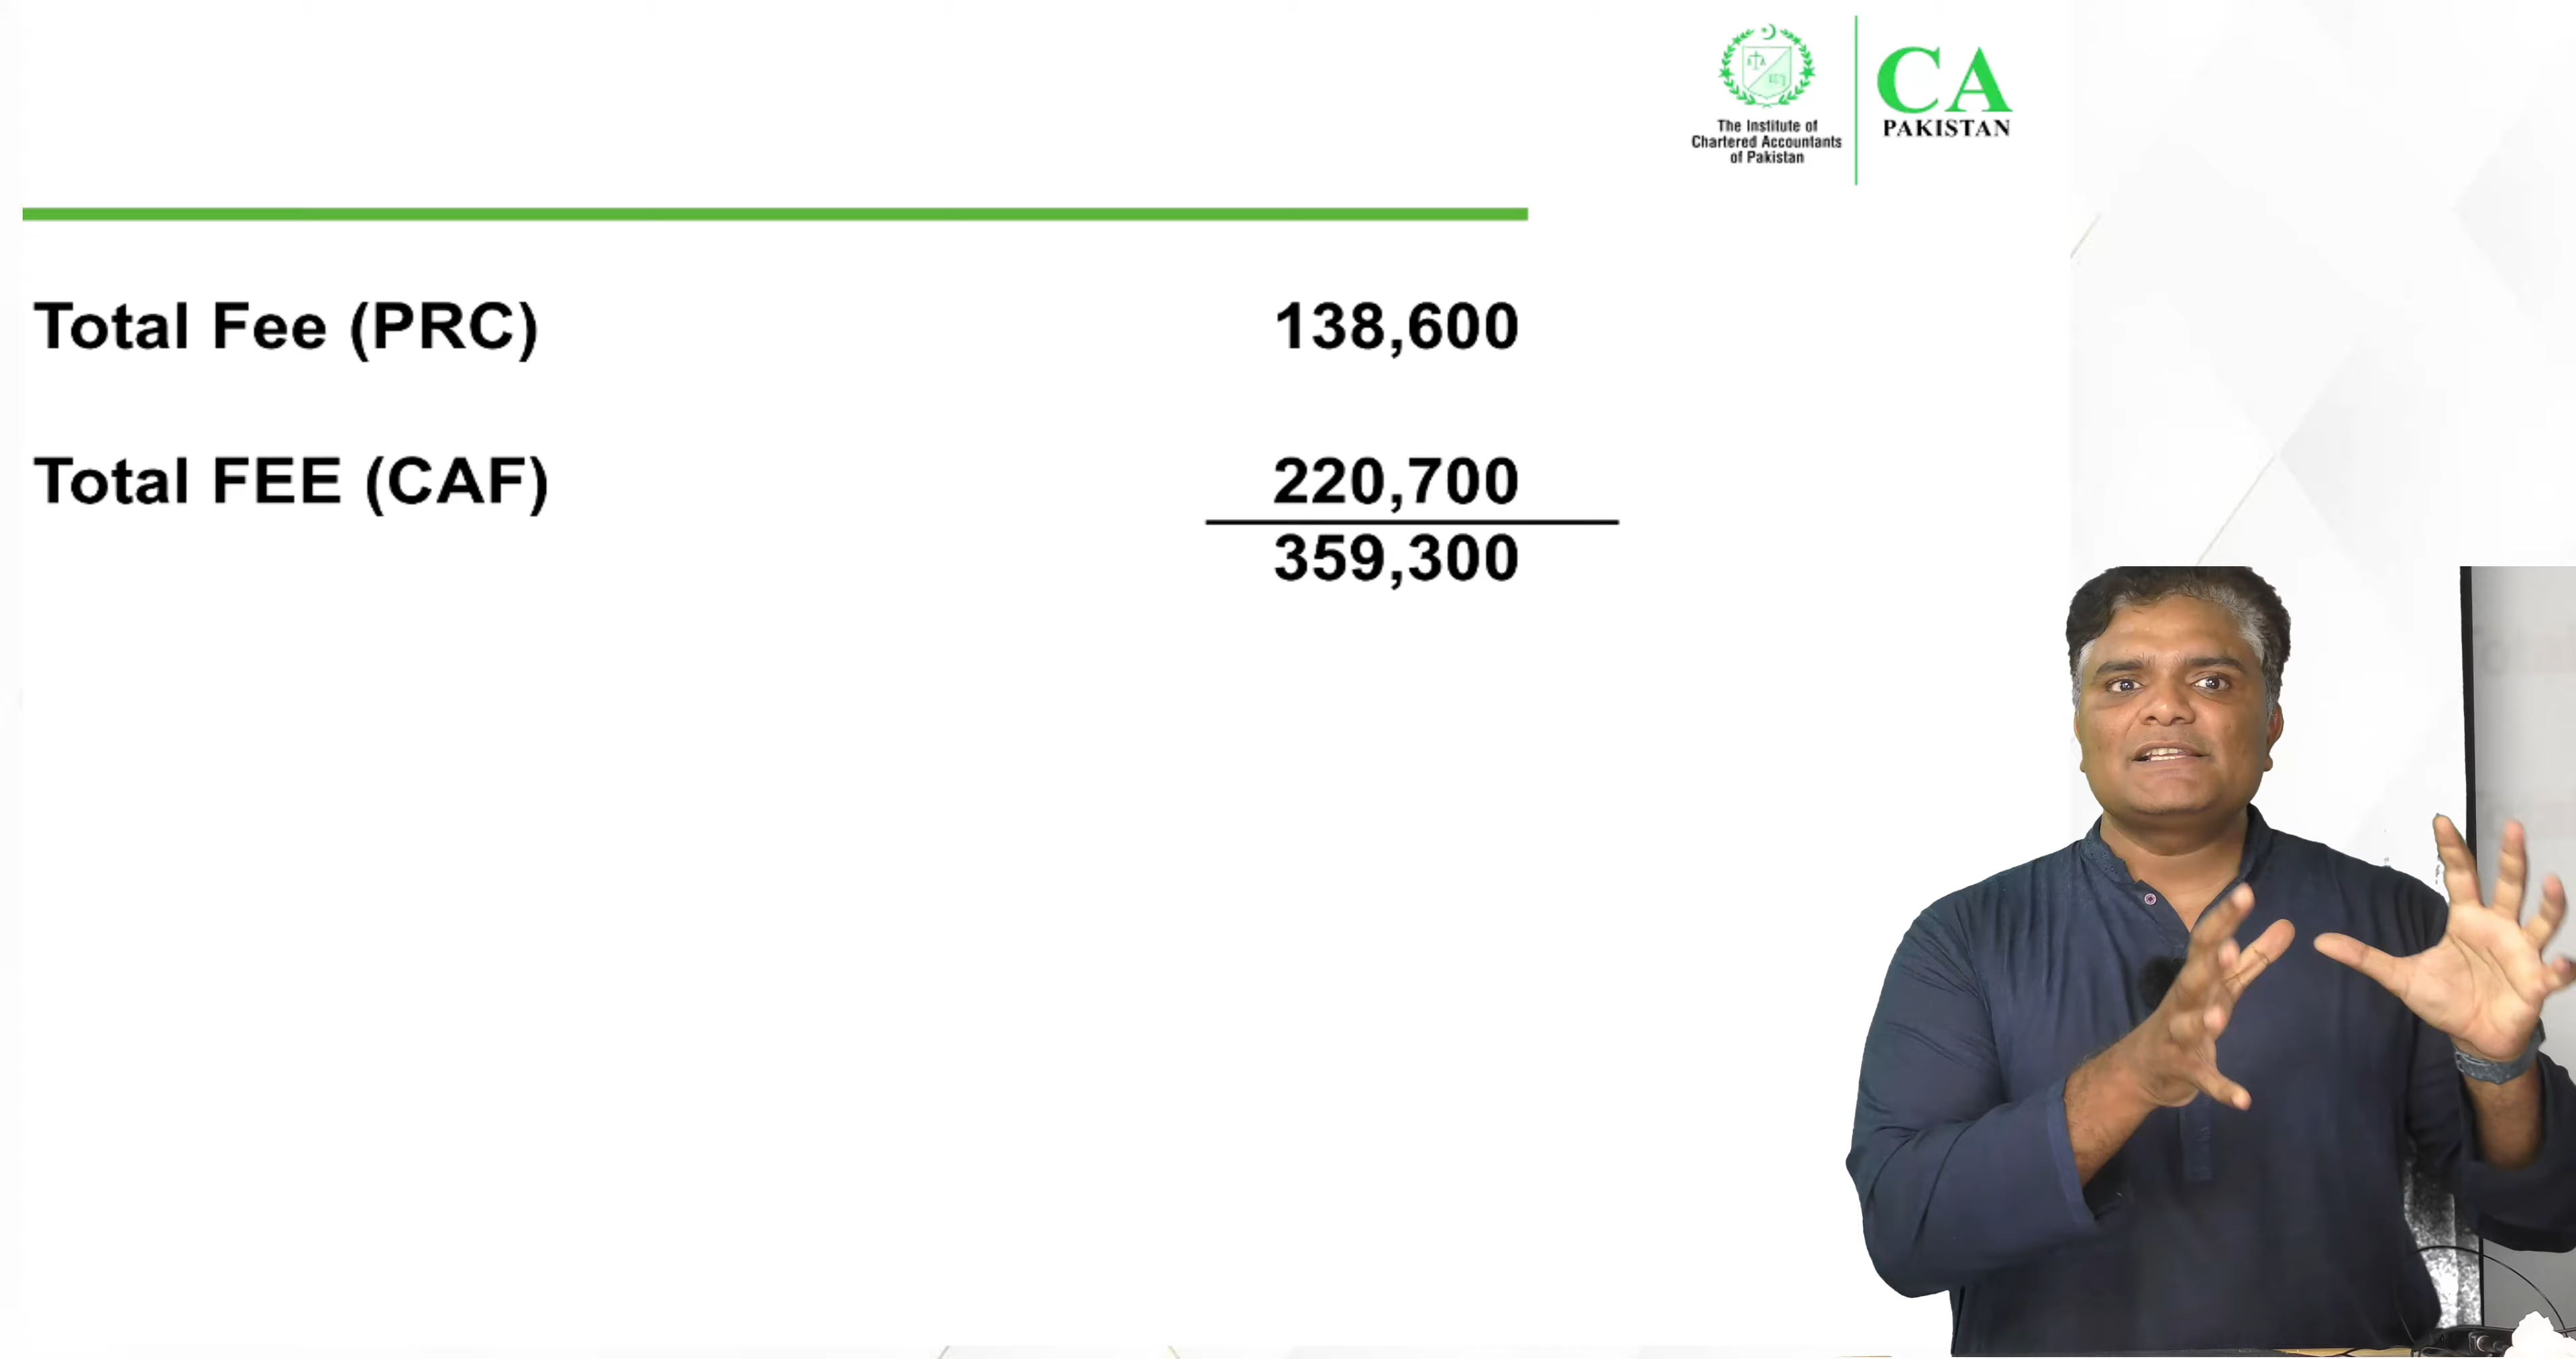 The Institute of
Chartered Accountants
of Pakistan
CA
PAKISTAN
Total Fee (PRC) 138,600
Total FEE (CAF) 220,700
359,300